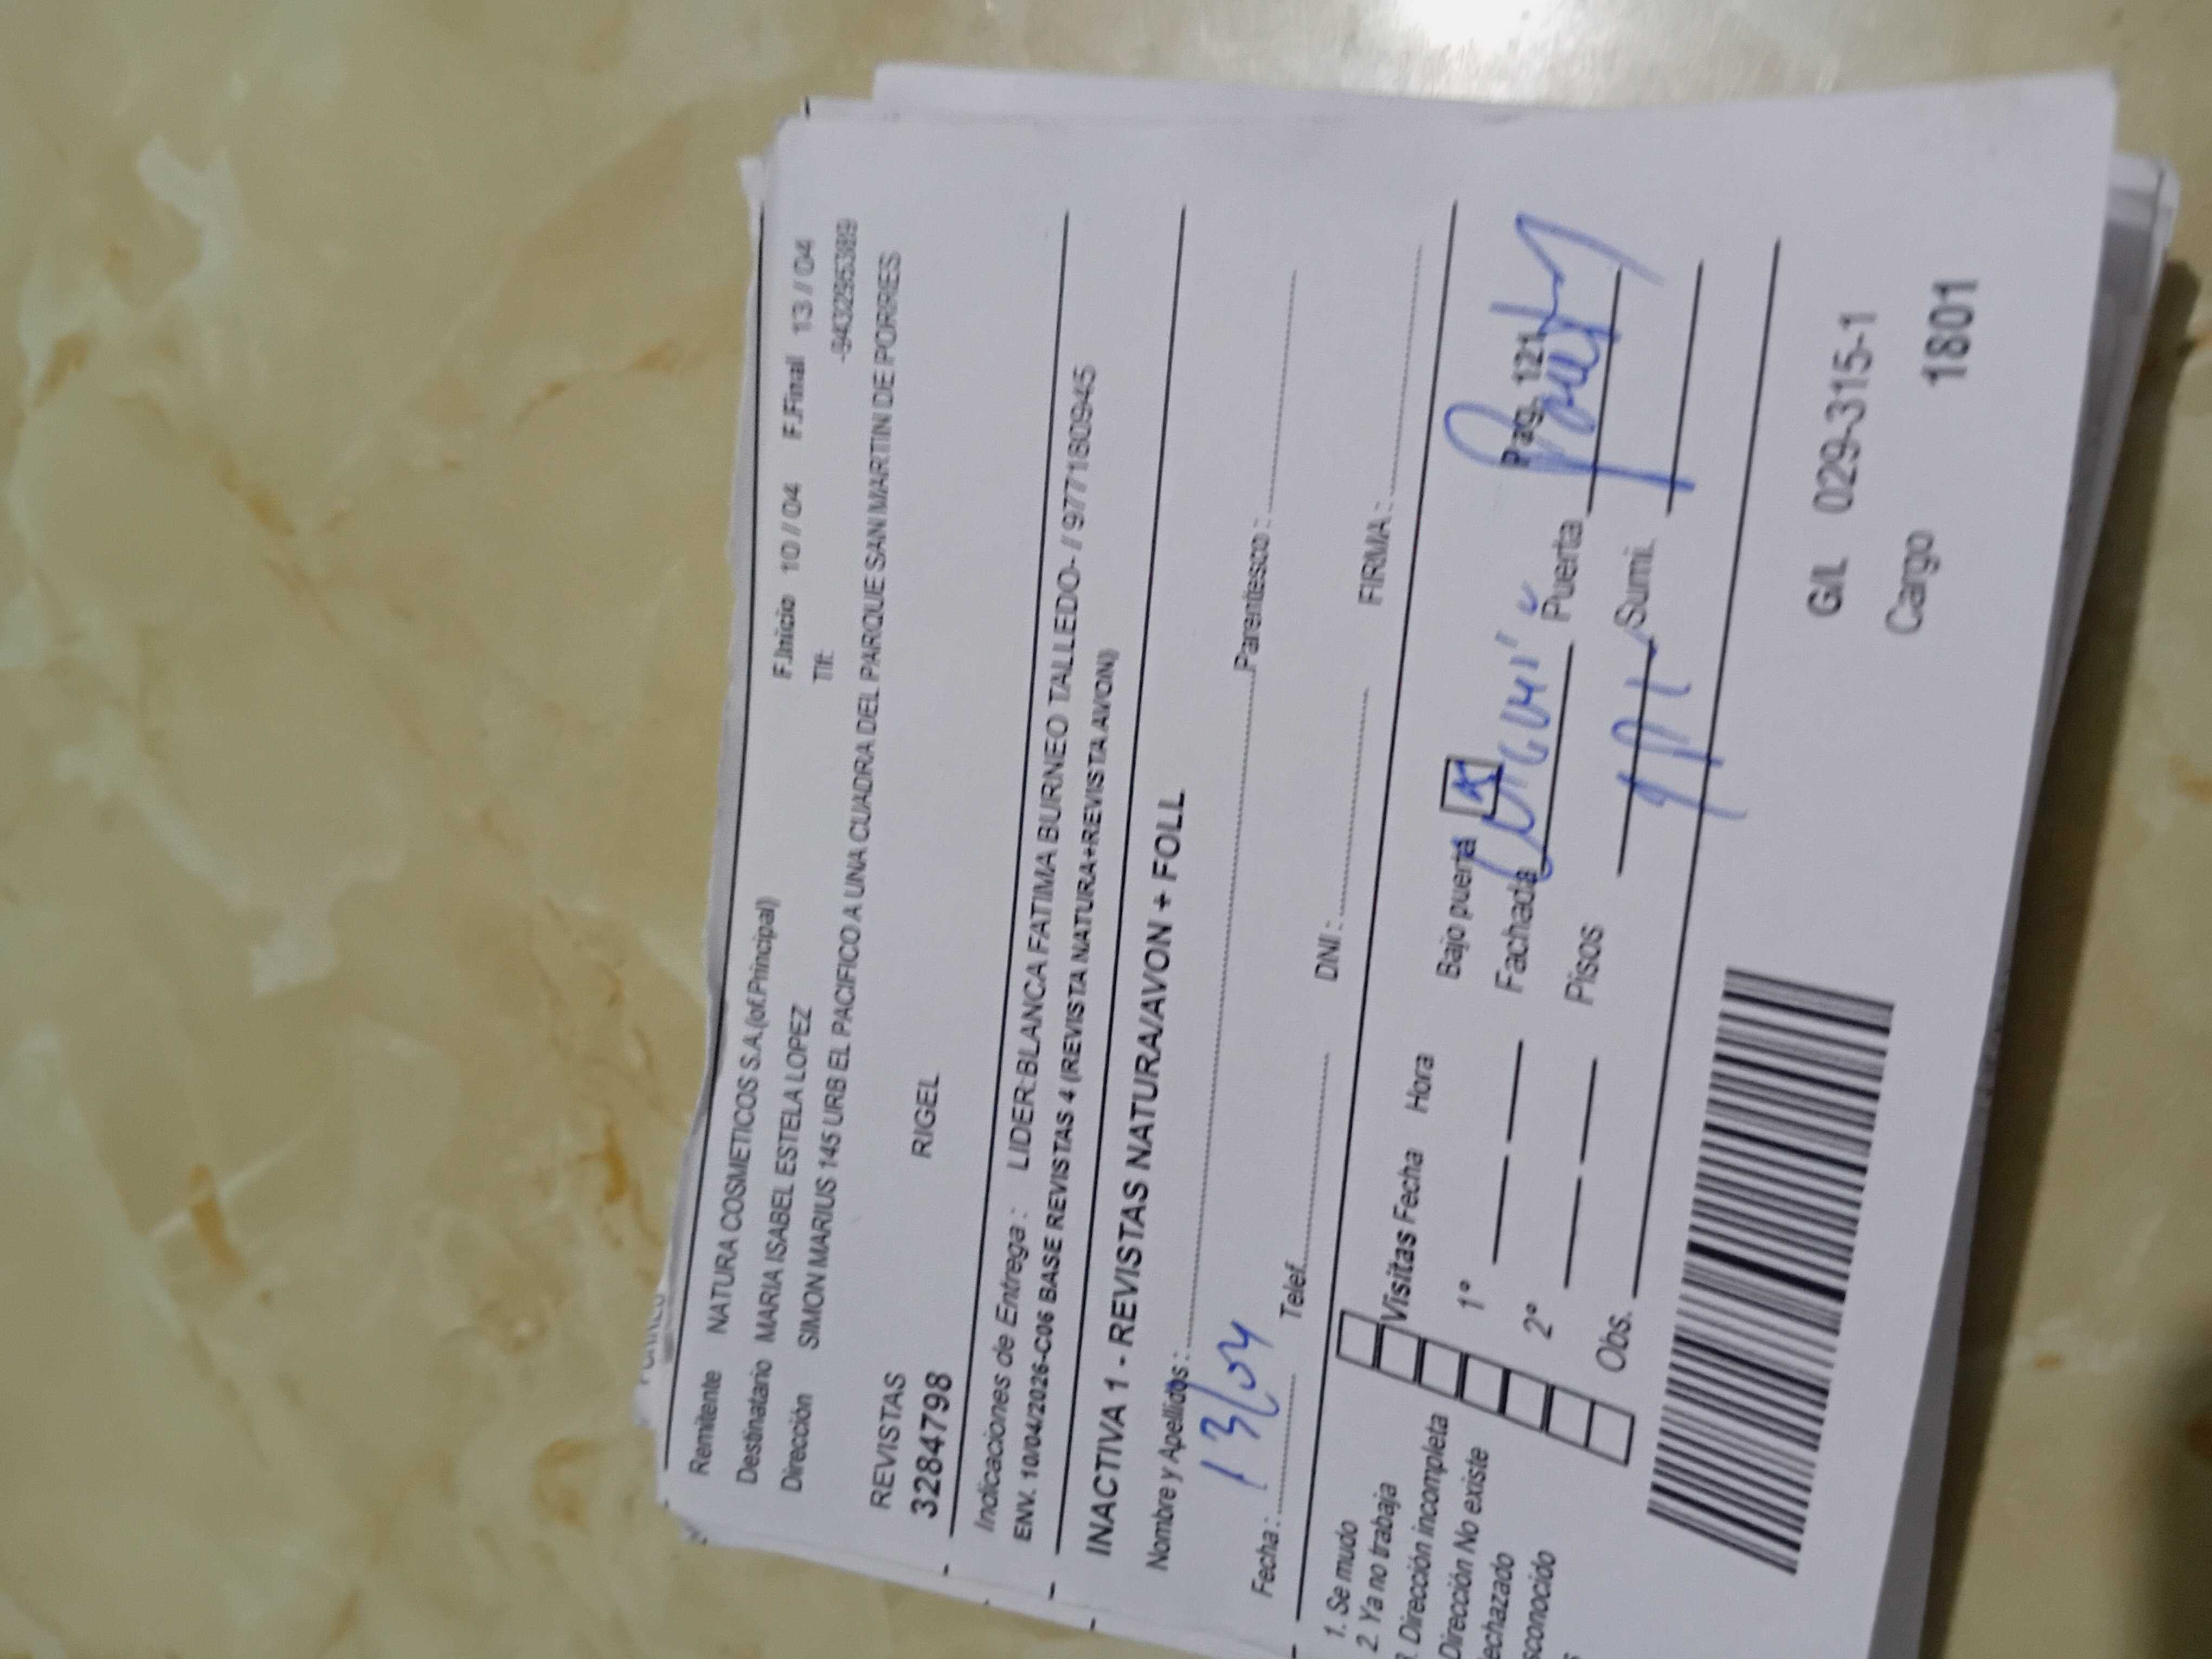 Remitente NATURA COSMETICOS S.A.(of.Principal)
Destinatario MARIA ISABEL ESTELA LOPEZ F.Inicio 10 // 04 F.Final 13 // 04
Dirección SIMON MARIUS 145 URB EL PACIFICO A UNA CUADRA DEL PARQUE SAN MARTIN DE PORRES
Tlf:
REVISTAS
32847798 RIGEL
Indicaciones de Entrega : LIDER:BLANCA FATIMA BURNEO TALLEDO- // 977180945
ENV. 10/04/2026-C06 BASE REVISTAS 4 (REVISTA NATURA+REVISTA AVON)
INACTIVA 1 - REVISTAS NATURA/AVON + FOLL
Nombre y Apellidos : Parentesco :
Fecha : 13/04 Telef. DNI : FIRMA :
1. Se mudo
2. Ya no trabaja
Dirección incompleta
Dirección No existe
Visitas Fecha Hora
1°
2°
Obs.
Bajo puerta
Fachada Puerta
Pisos Sumi.
Pag. 121
G/L 029-315-1
Cargo 1801